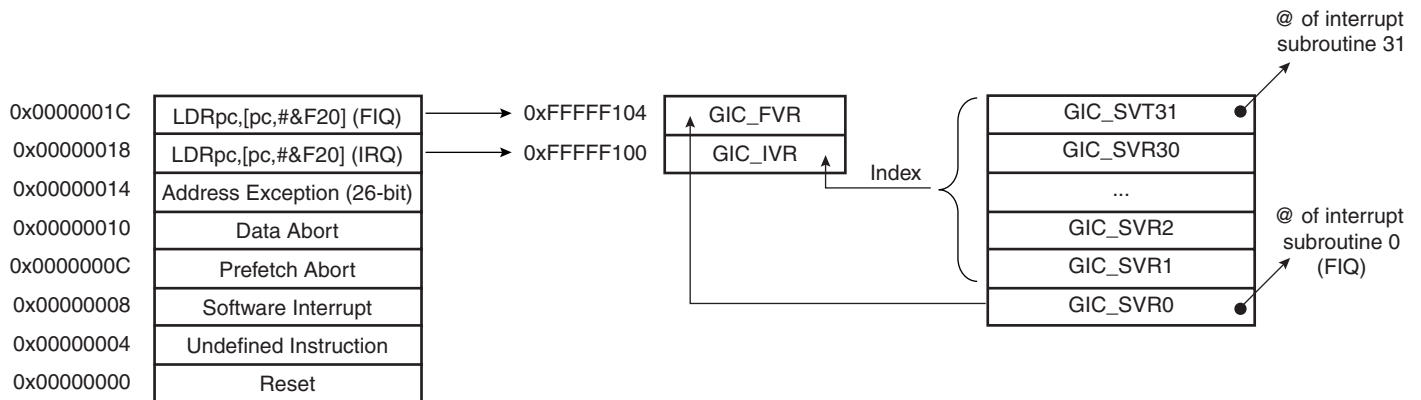 @ of interrupt
subroutine 31
0x0000001C LDRpc,[pc,#&F20] (FIQ) 0xFFFFF104 GIC_FVR GIC_SVT31
0x00000018 LDRpc,[pc,#&F20] (IRQ) 0xFFFFF100 GIC_IVR GIC_SVR30
Index
0x00000014 Address Exception (26-bit) ...
0x00000010 Data Abort GIC_SVR2
@ of interrupt
subroutine 0
(FIQ)
0x0000000C Prefetch Abort GIC_SVR1
0x00000008 Software Interrupt GIC_SVR0
0x00000004 Undefined Instruction
0x00000000 Reset